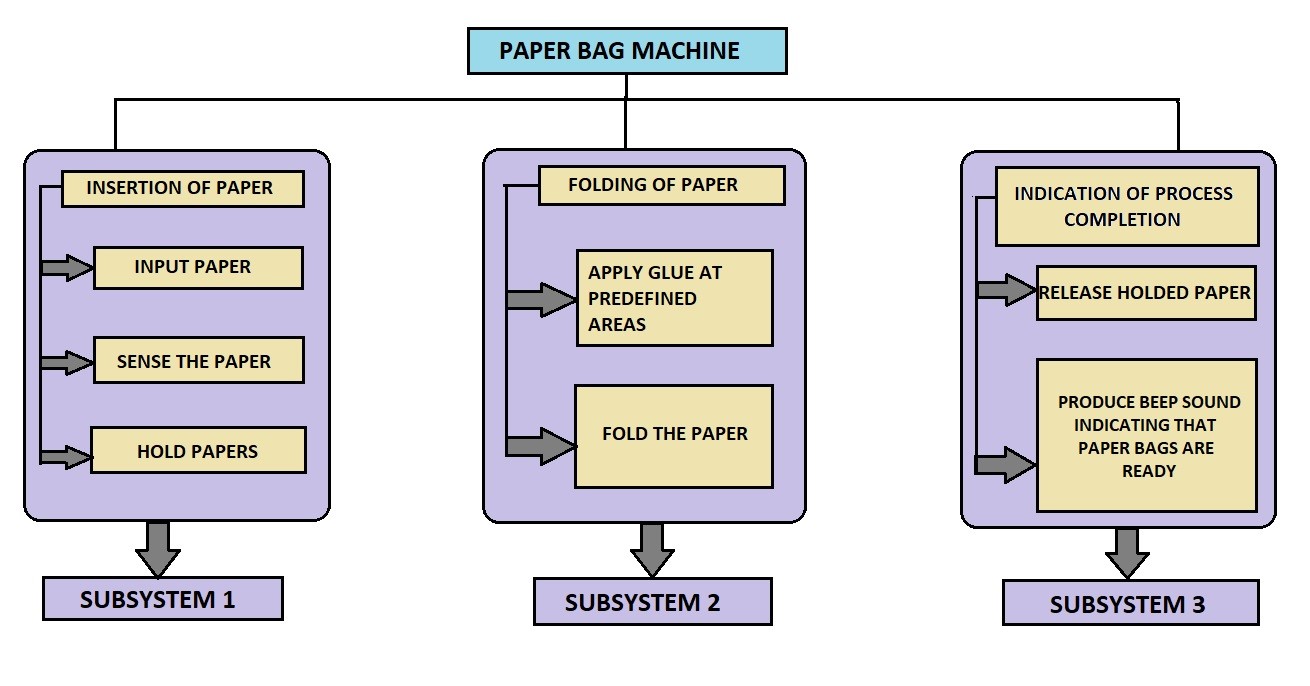 PAPER BAG MACHINE
INSERTION OF PAPER
INPUT PAPER
SENSE THE PAPER
HOLD PAPERS
SUBSYSTEM 1
FOLDING OF PAPER
APPLY GLUE AT
PREDEFINED
AREAS
FOLD THE PAPER
SUBSYSTEM 2
INDICATION OF PROCESS
COMPLETION
RELEASE HOLDED PAPER
PRODUCE BEEP SOUND
INDICATING THAT
PAPER BAGS ARE
READY
SUBSYSTEM 3